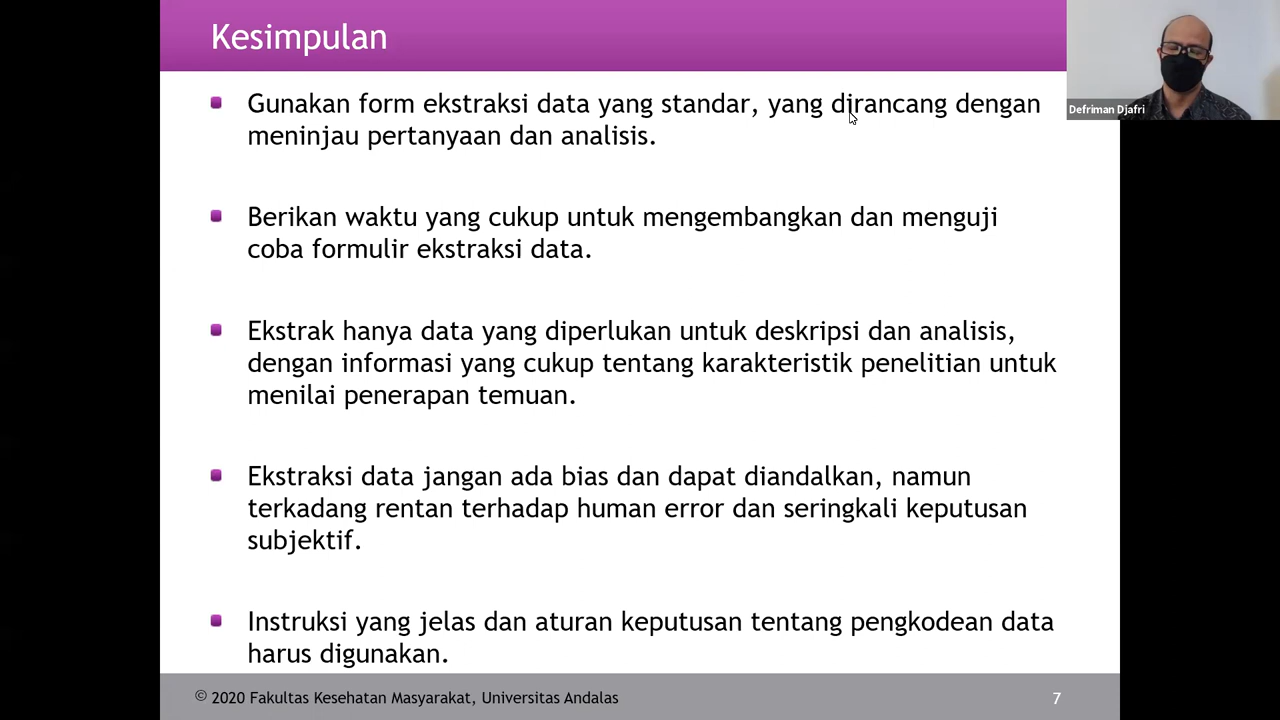 Kesimpulan
Defriman Djafri
Gunakan form ekstraksi data yang standar, yang dirancang dengan
meninjau pertanyaan dan analisis.
Berikan waktu yang cukup untuk mengembangkan dan menguji
coba formulir ekstraksi data.
Ekstrak hanya data yang diperlukan untuk deskripsi dan analisis,
dengan informasi yang cukup tentang karakteristik penelitian untuk
menilai penerapan temuan.
Ekstraksi data jangan ada bias dan dapat diandalkan, namun
terkadang rentan terhadap human error dan seringkali keputusan
subjektif.
Instruksi yang jelas dan aturan keputusan tentang pengkodean data
harus digunakan.
© 2020 Fakultas Kesehatan Masyarakat, Universitas Andalas
7